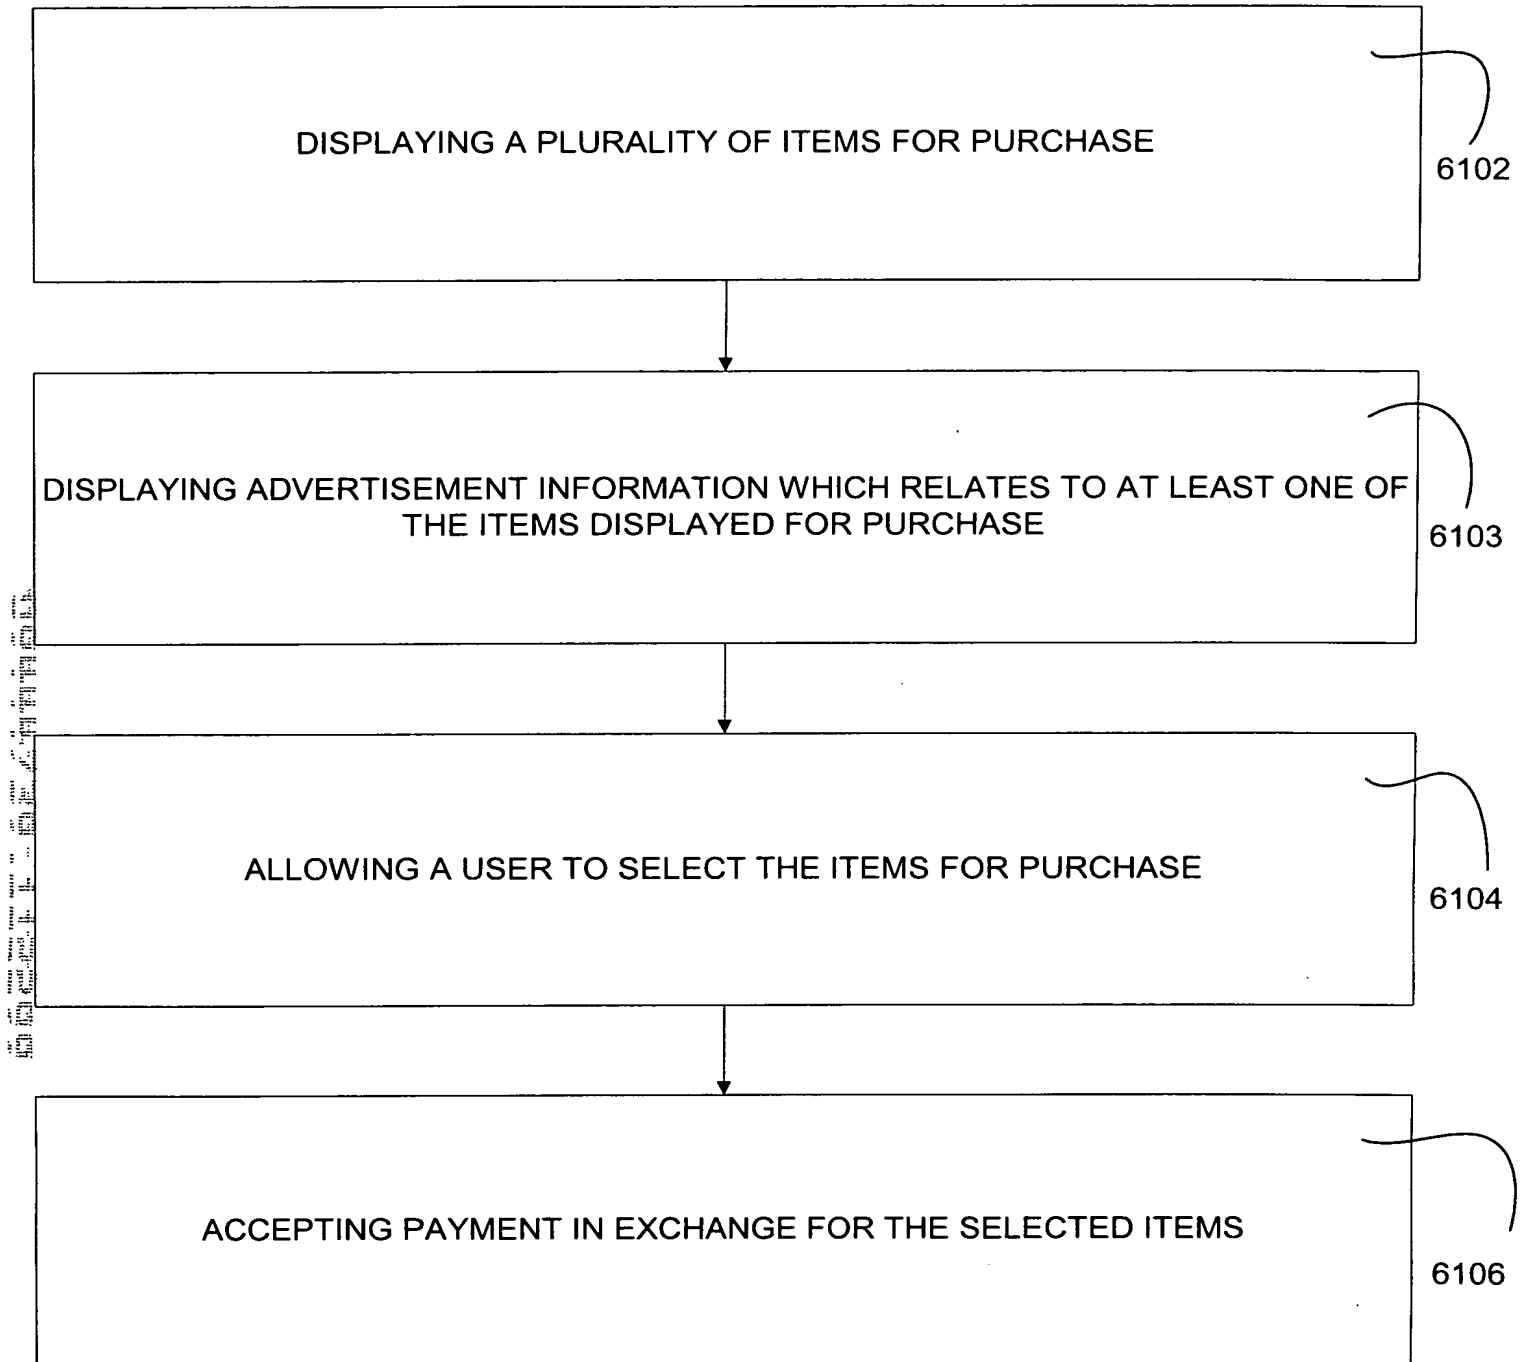 DISPLAYING A PLURALITY OF ITEMS FOR PURCHASE
6102
DISPLAYING ADVERTISEMENT INFORMATION WHICH RELATES TO AT LEAST ONE OF
THE ITEMS DISPLAYED FOR PURCHASE
6103
ALLOWING A USER TO SELECT THE ITEMS FOR PURCHASE
6104
ACCEPTING PAYMENT IN EXCHANGE FOR THE SELECTED ITEMS
6106